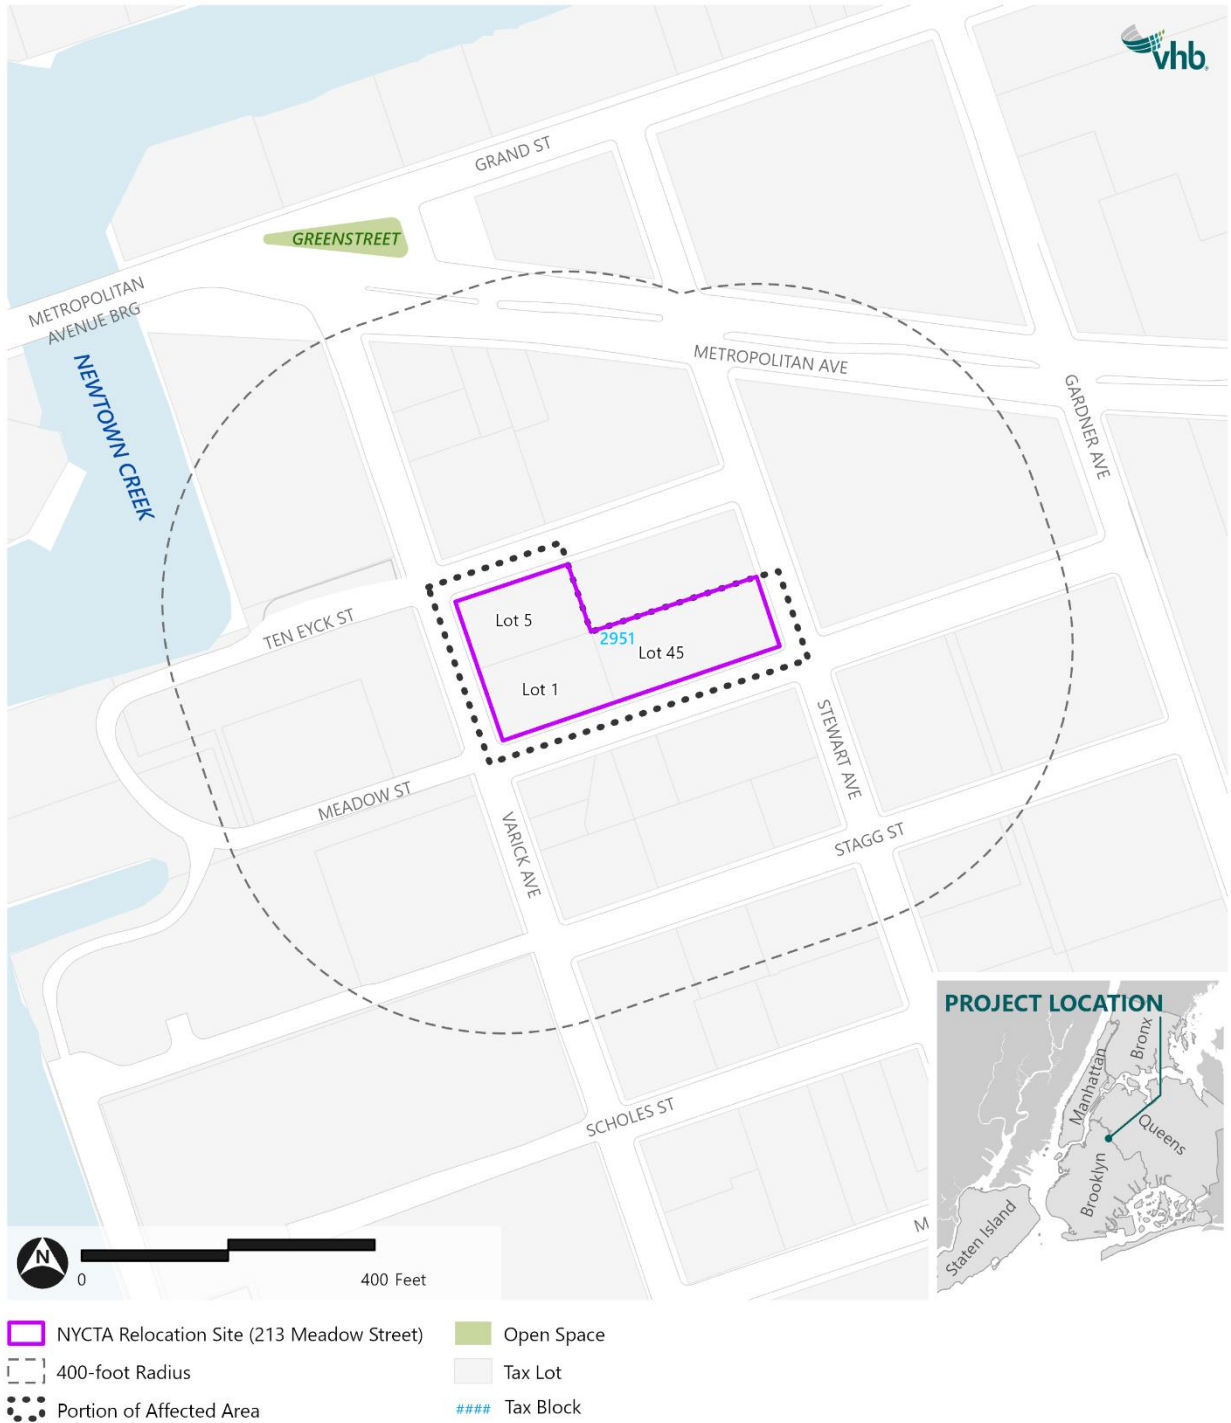 vhb
GRAND ST
GREENSTREET
METROPOLITAN
AVENUE BRG
METROPOLITAN AVE
NEWTOWN CREEK
GARDNER AVE
TEN EYCK ST
Lot 5
2951
Lot 45
Lot 1
STEWART AVE
MEADOW ST
VARICK AVE
STAGG ST
SCHOLES ST
M
PROJECT LOCATION
Bronx
Manhattan
Queens
Brooklyn
Staten Island
N
0
400 Feet
NYCTA Relocation Site (213 Meadow Street)
Open Space
400-foot Radius
Tax Lot
Portion of Affected Area
#### Tax Block